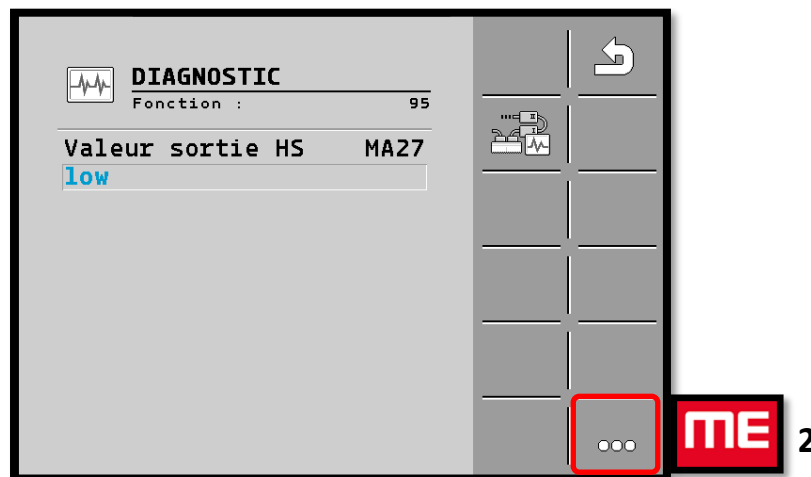 DIAGNOSTIC
Fonction : 95
Valeur sortie HS MA27
low
ME 2